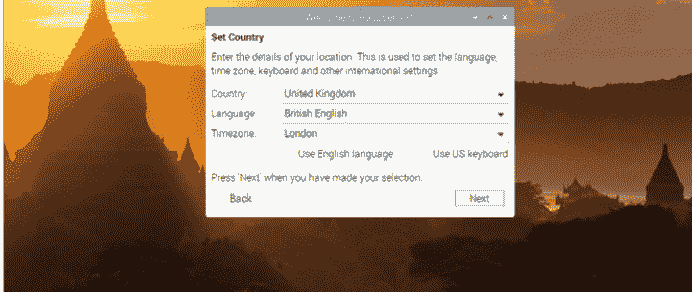 Set Country
Enter the details of your location. This is used to set the language,
time zone, keyboard and other international settings.
Country: United Kingdom
Language: British English
Timezone: London
Use English language Use US keyboard
Press 'Next' when you have made your selection.
Back Next